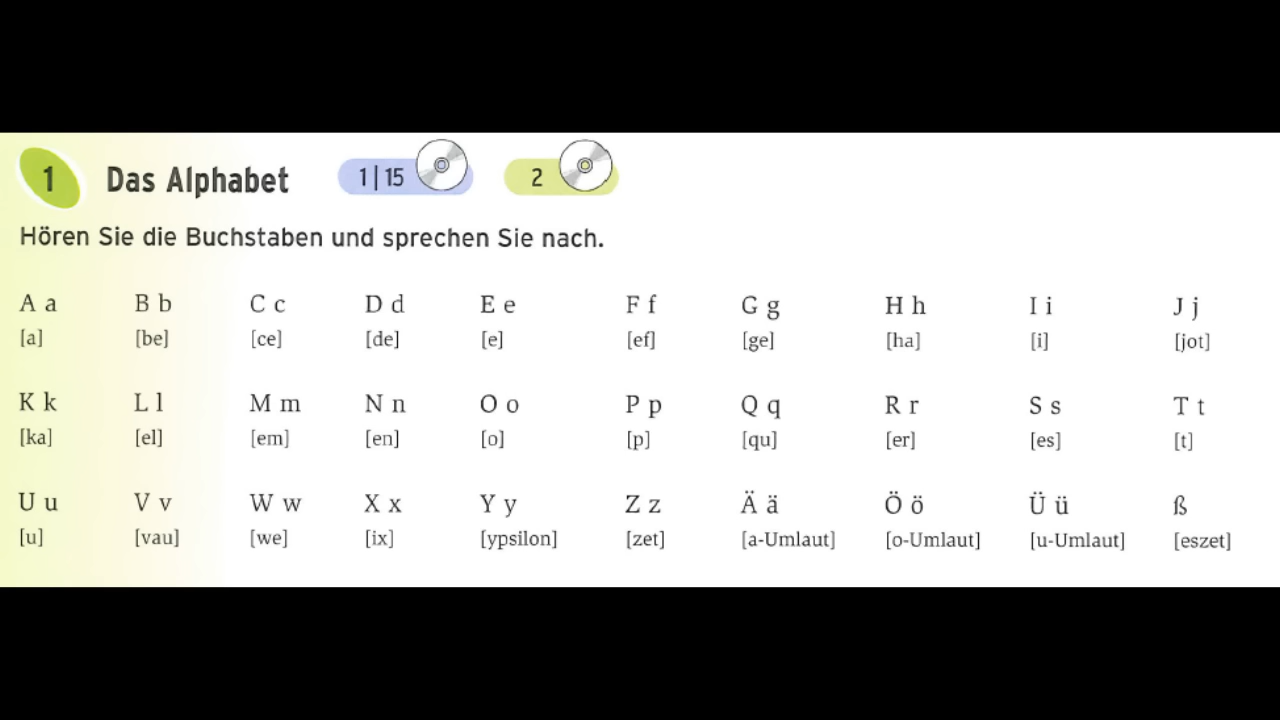 1 Das Alphabet 1|15 2
Hören Sie die Buchstaben und sprechen Sie nach.
A a B b C c D d E e F f G g H h I i J j
[a] [be] [ce] [de] [e] [ef] [ge] [ha] [i] [jot]
K k L l M m N n O o P p Q q R r S s T t
[ka] [el] [em] [en] [o] [p] [qu] [er] [es] [t]
U u V v W w X x Y y Z z Ä ä Ö ö Ü ü ß
[u] [vau] [we] [ix] [ypsilon] [zet] [a-Umlaut] [o-Umlaut] [u-Umlaut] [eszet]